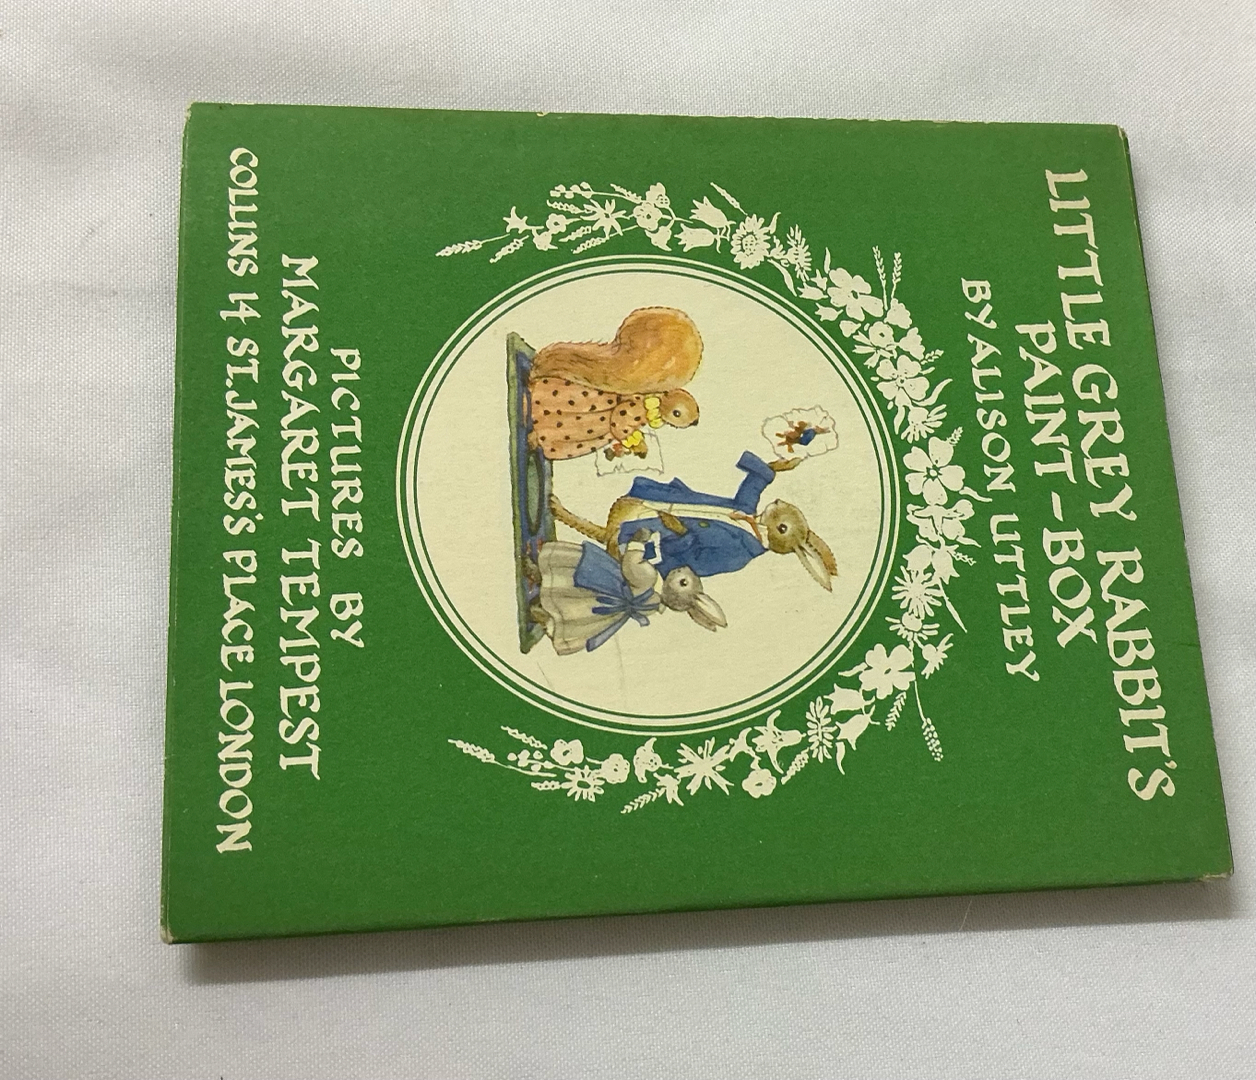 LITTLE GREY RABBIT'S
PAINT-BOX
BY ALISON UTTLEY
PICTURES BY
MARGARET TEMPEST
COLLINS 14 ST. JAMES'S PLACE LONDON